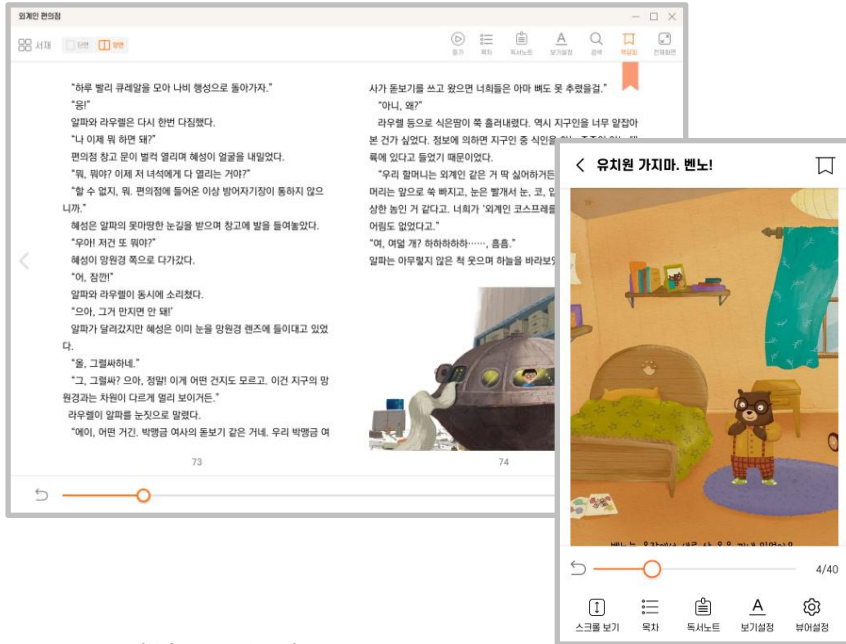 외계인 편의점
서재 단면 양면
듣기 목차 독서노트 보기설정 검색 책갈피 전체화면
“하루 빨리 큐레알을 모아 나비 행성으로 돌아가자.”
“응!”
알파와 라우렐은 다시 한번 다짐했다.
“나 이제 뭐 하면 돼?”
편의점 창고 문이 벌컥 열리며 혜성이 얼굴을 내밀었다.
“뭐, 뭐야? 이제 저 녀석에게 다 열리는 거야?”
“할 수 없지, 뭐. 편의점에 들어온 이상 방어자기장이 통하지 않으
니까.”
혜성은 알파의 못마땅한 눈길을 받으며 창고에 발을 들여놓았다.
“우아! 저건 또 뭐야?”
혜성이 망원경 쪽으로 다가갔다.
“어, 잠깐!”
알파와 라우렐이 동시에 소리쳤다.
“으아, 그거 만지면 안 돼!’
알파가 달려갔지만 혜성은 이미 눈을 망원경 렌즈에 들이대고 있었
다.
“올, 그럴싸하네.”
“그, 그럴싸? 으아, 정말! 이게 어떤 건지도 모르고. 이건 지구의 망
원경과는 차원이 다르게 멀리 보이거든.”
라우렐이 알파를 눈짓으로 말렸다.
“에이, 어떤 거긴. 박맹금 여사의 돋보기 같은 거네. 우리 박맹금 여
73
사가 돋보기를 쓰고 왔으면 너희들은 아마 뼈도 못 추렸을걸.”
“아니, 왜?”
라우렐 등으로 식은땀이 쭉 흘러내렸다. 역시 지구인을 너무 얕잡아
본 건가 싶었다. 정보에 의하면 지구인 중 식인을
륙에 있다고 들었기 때문이었다.
“우리 할머니는 외계인 같은 거 딱 싫어하거든
머리는 앞으로 쑥 빠지고, 눈은 빨개서 눈, 코, 입
상한 놈인 거 같다고. 너희가 ‘외계인 코스프레를
어림도 없었다고.”
“여, 여덟 개? 하하하하하……, 흠흠.”
알파는 아무렇지 않은 척 웃으며 하늘을 바라보았
74
유치원 가지마. 벤노!
4/40
스크롤 보기 목차 독서노트 보기설정 뷰어설정